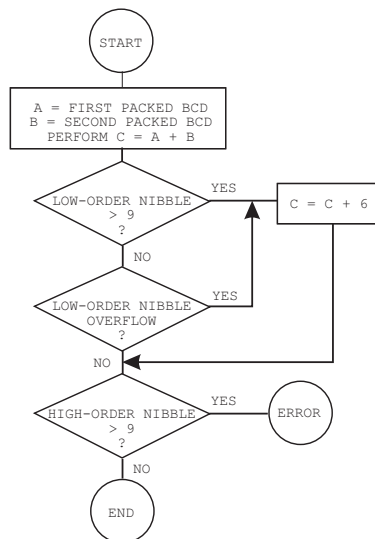 START
A = FIRST PACKED BCD
B = SECOND PACKED BCD
PERFORM C = A + B
LOW-ORDER NIBBLE
> 9
?
YES
C = C + 6
NO
LOW-ORDER NIBBLE
OVERFLOW
?
YES
NO
HIGH-ORDER NIBBLE
> 9
?
YES
ERROR
NO
END